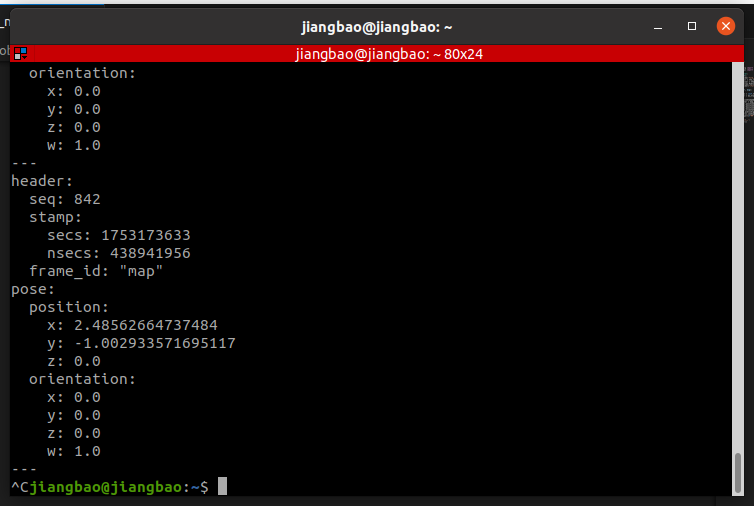 jiangbao@jiangbao: ~
jiangbao@jiangbao: ~ 80x24
  orientation:
    x: 0.0
    y: 0.0
    z: 0.0
    w: 1.0
---
header:
  seq: 842
  stamp:
    secs: 1753173633
    nsecs: 438941956
  frame_id: "map"
pose:
  position:
    x: 2.48562664737484
    y: -1.002933571695117
    z: 0.0
  orientation:
    x: 0.0
    y: 0.0
    z: 0.0
    w: 1.0
---
^Cjiangbao@jiangbao:~$